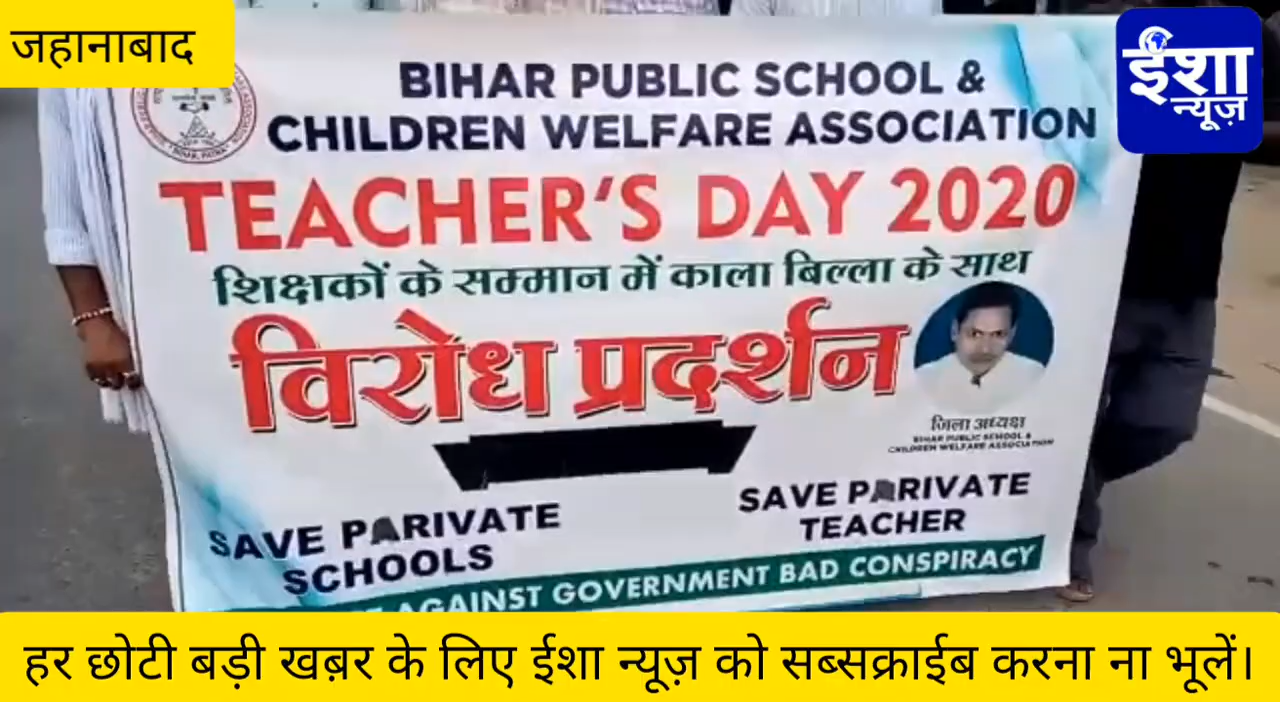 जहानाबाद
ईशा
न्यूज़
BIHAR PUBLIC SCHOOL &
CHILDREN WELFARE ASSOCIATION
TEACHER'S DAY 2020
शिक्षकों के सम्मान में काला बिल्ला के साथ
विरोध प्रदर्शन
जिला अध्यक्ष
BIHAR PUBLIC SCHOOL &
CHILDREN WELFARE ASSOCIATION
SAVE PARIVATE
SCHOOLS
SAVE PARIVATE
TEACHER
AGAINST GOVERNMENT BAD CONSPIRACY
हर छोटी बड़ी खब़र के लिए ईशा न्यूज़ को सब्सक्राईब करना ना भूलें।